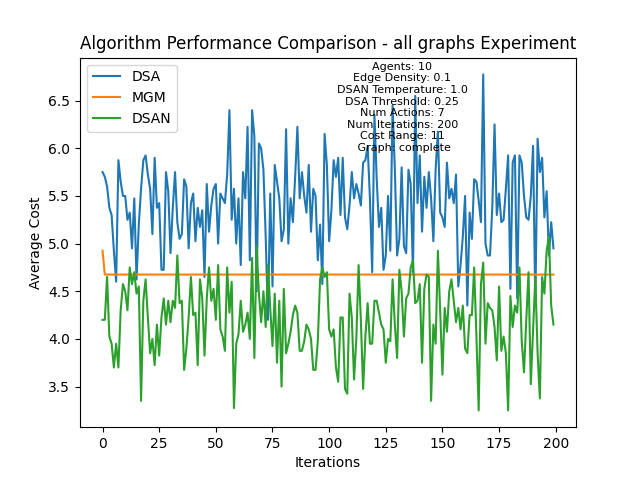 Algorithm Performance Comparison - all graphs Experiment
DSA
MGM
DSAN
Agents: 10
Edge Density: 0.1
DSAN Temperature: 1.0
DSA Threshold: 0.25
Num Actions: 7
Num Iterations: 200
Cost Range: 11
Graph: complete
Average Cost
6.5
6.0
5.5
5.0
4.5
4.0
3.5
0 25 50 75 100 125 150 175 200
Iterations